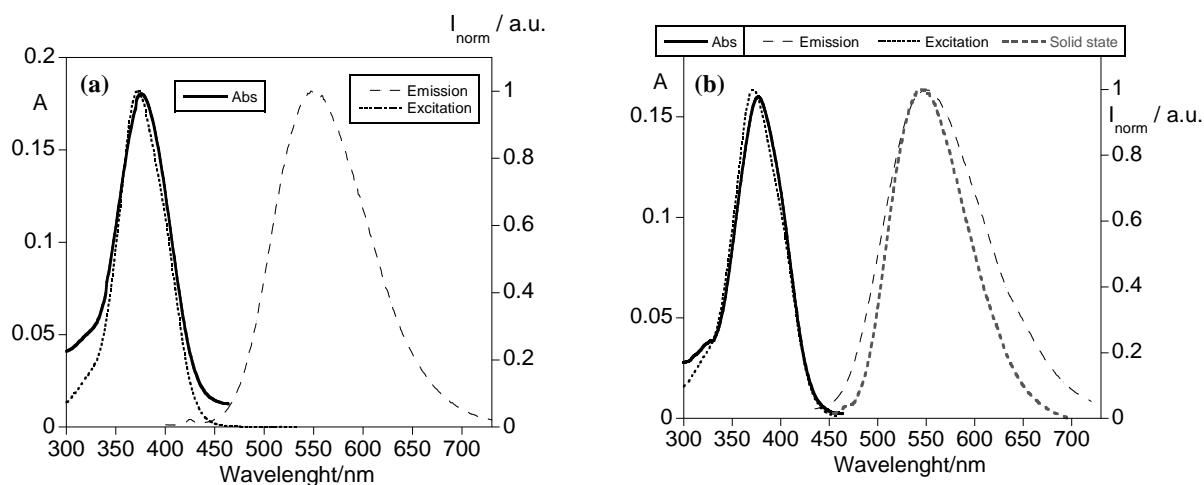 I norm / a.u.
(a)
Abs
Emission
Excitation
A
0.2
0.15
0.1
0.05
0
1
0.8
0.6
0.4
0.2
0
300 350 400 450 500 550 600 650 700
Wavelenght/nm
Abs Emission Excitation Solid state
(b)
A
I norm / a.u.
0.15
0.1
0.05
0
1
0.8
0.6
0.4
0.2
0
300 350 400 450 500 550 600 650 700
Wavelenght/nm